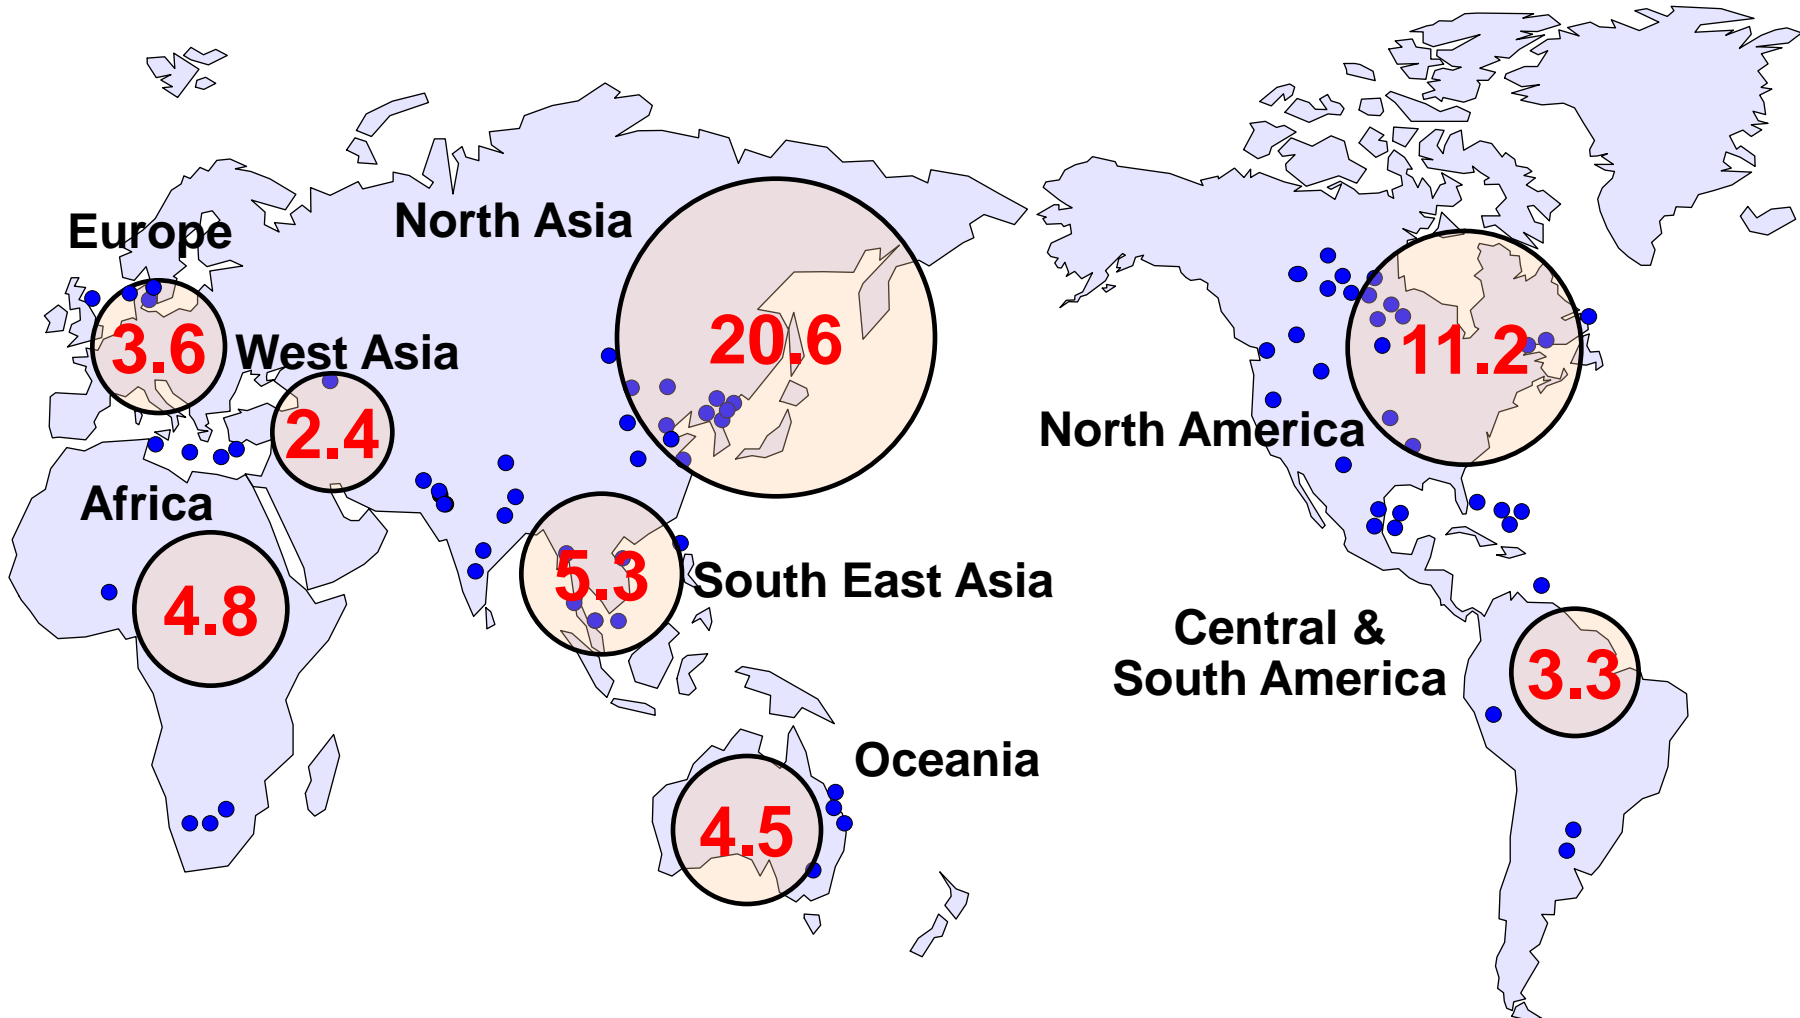 North Asia
Europe
20.6
3.6
West Asia
11.2
2.4
North America
Africa
5.3
South East Asia
4.8
Central &
South America
3.3
Oceania
4.5